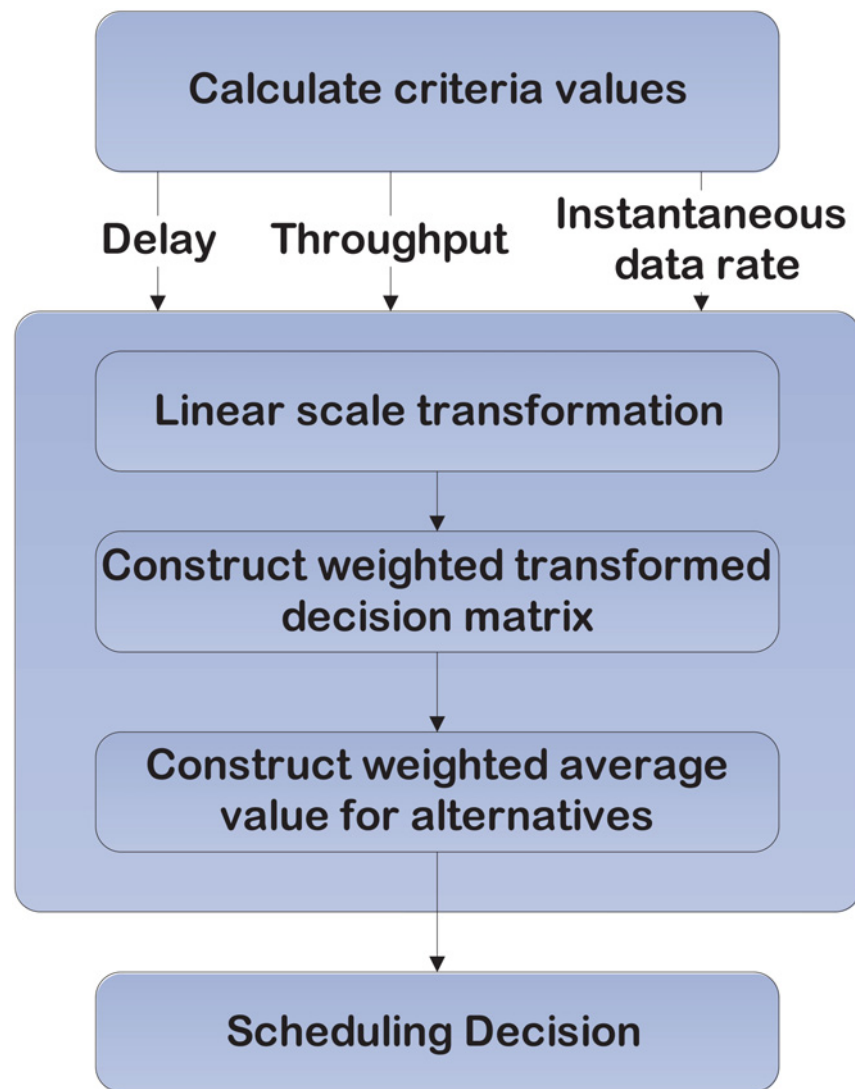 Calculate criteria values
Delay
Throughput
Instantaneous
data rate
Linear scale transformation
Construct weighted transformed
decision matrix
Construct weighted average
value for alternatives
Scheduling Decision